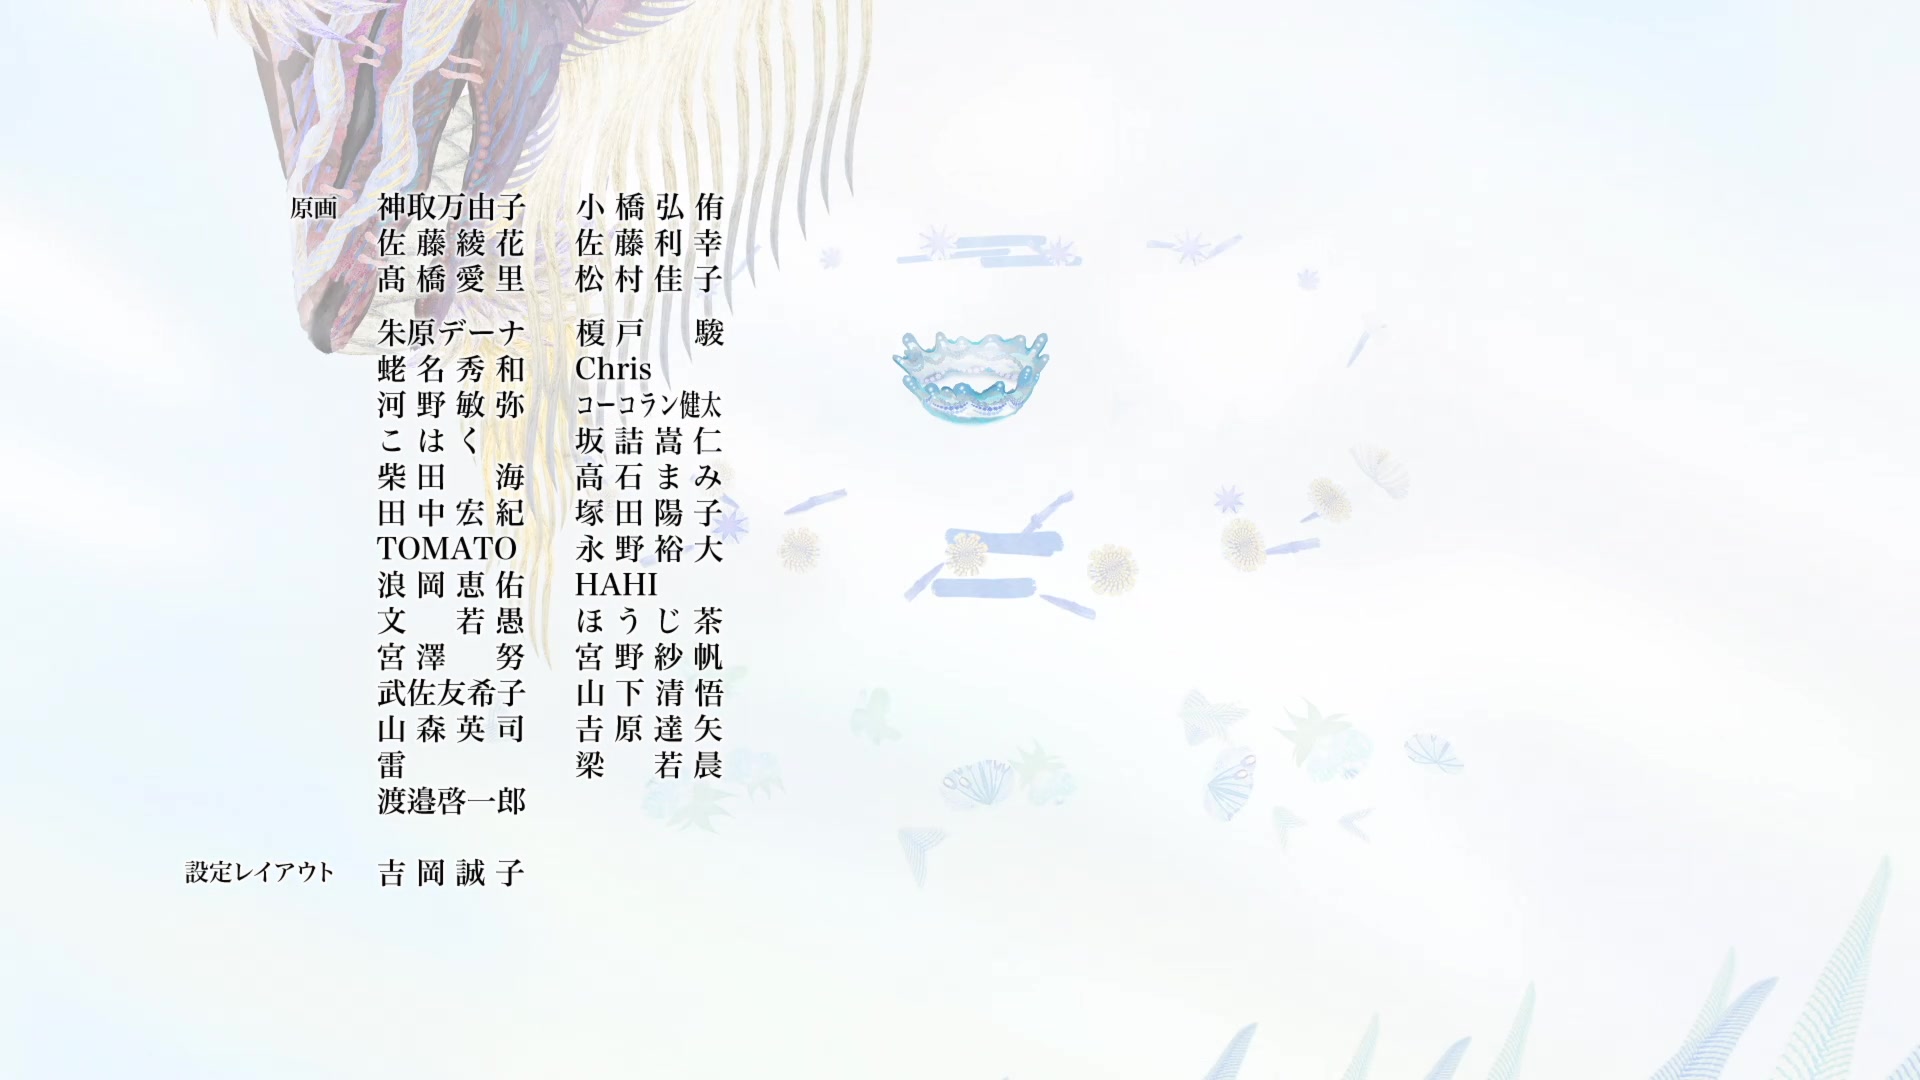 原画 神取万由子 小橋弘侑
佐藤綾花 佐藤利幸
髙橋愛里 松村佳子
朱原デーナ 榎戸 駿
蛯名秀和 Chris
河野敏弥 コーコラン健太
こはく 坂詰嵩仁
柴田 海 高石まみ
田中宏紀 塚田陽子
TOMATO 永野裕大
浪岡恵佑 HAHI
文 若愚 ほうじ茶
宮澤 努 宮野紗帆
武佐友希子 山下清悟
山森英司 𠮷原達矢
雷 梁 若晨
渡邉啓一郎
設定レイアウト 吉岡誠子